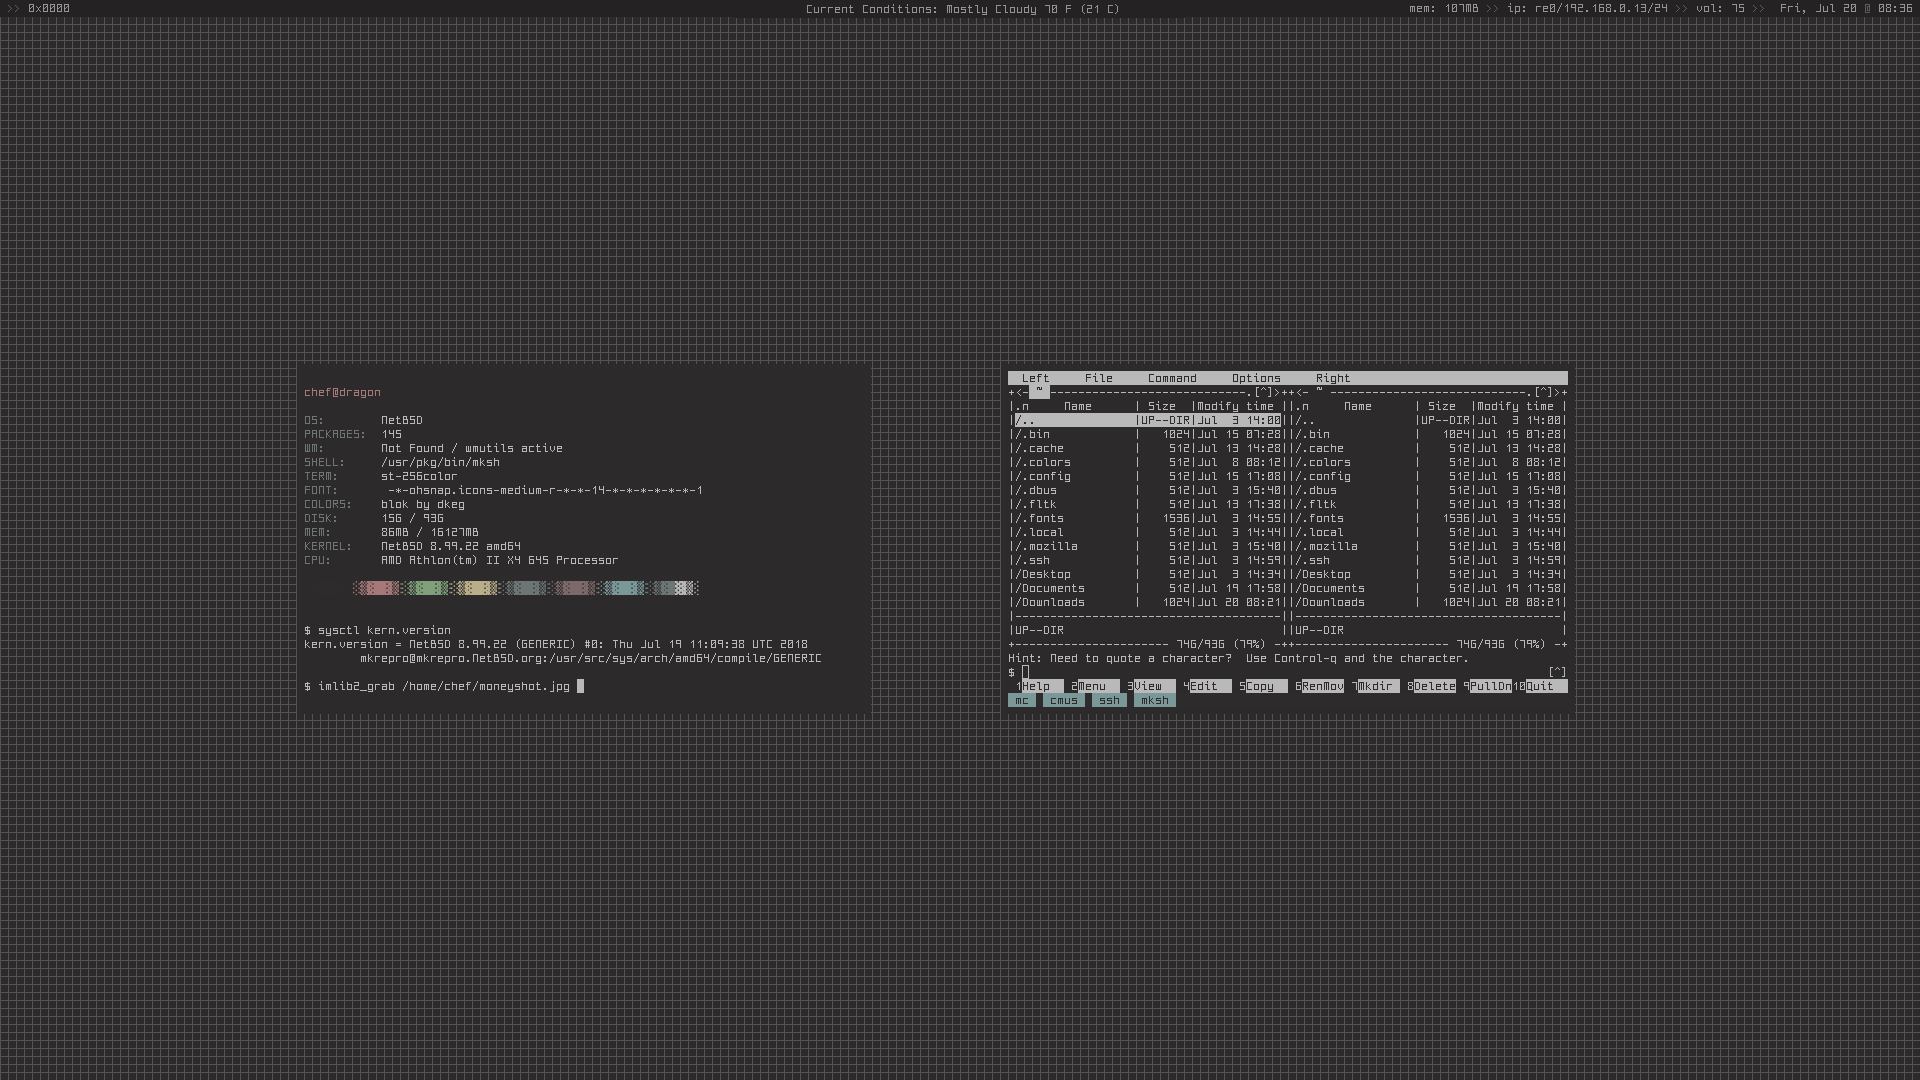 >> 0x0000
Current Conditions: Mostly Cloudy 70 F (21 C)
mem: 107MB >> ip: re0/192.168.0.13/24 >> vol: 75 >> Fri, Jul 20 @ 08:36
chef@dragon
OS: NetBSD
PACKAGES: 145
WM: Not Found / wmutils active
SHELL: /usr/pkg/bin/mksh
TERM: st-256color
FONT: -*-ohsnap.icons-medium-r-*-*-14-*-*-*-*-*-*-1
COLORS: blok by dkeg
DISK: 15G / 93G
MEM: 86MB / 16127MB
KERNEL: NetBSD 8.99.22 amd64
CPU: AMD Athlon(tm) II X4 645 Processor
$ sysctl kern.version
kern.version = NetBSD 8.99.22 (GENERIC) #0: Thu Jul 19 11:09:38 UTC 2018
mkrepro@mkrepro.NetBSD.org:/usr/src/sys/arch/amd64/compile/GENERIC
$ imlib2_grab /home/chef/moneyshot.jpg
Left File Command Options Right
+<- ~ ----------------------------.[^]>++<- ~ ----------------------------.[^]>+
|.n Name | Size |Modify time ||.n Name | Size |Modify time |
|/.. |UP--DIR|Jul 3 14:00||/.. |UP--DIR|Jul 3 14:00|
|/.bin | 1024|Jul 15 07:28||/.bin | 1024|Jul 15 07:28|
|/.cache | 512|Jul 13 14:28||/.cache | 512|Jul 13 14:28|
|/.colors | 512|Jul 8 08:12||/.colors | 512|Jul 8 08:12|
|/.config | 512|Jul 15 17:08||/.config | 512|Jul 15 17:08|
|/.dbus | 512|Jul 3 15:40||/.dbus | 512|Jul 3 15:40|
|/.fltk | 512|Jul 13 17:38||/.fltk | 512|Jul 13 17:38|
|/.fonts | 1536|Jul 3 14:55||/.fonts | 1536|Jul 3 14:55|
|/.local | 512|Jul 3 14:44||/.local | 512|Jul 3 14:44|
|/.mozilla | 512|Jul 3 15:40||/.mozilla | 512|Jul 3 15:40|
|/.ssh | 512|Jul 3 14:59||/.ssh | 512|Jul 3 14:59|
|/Desktop | 512|Jul 3 14:34||/Desktop | 512|Jul 3 14:34|
|/Documents | 512|Jul 19 17:58||/Documents | 512|Jul 19 17:58|
|/Downloads | 1024|Jul 20 08:21||/Downloads | 1024|Jul 20 08:21|
|--------------------------------------||--------------------------------------|
|UP--DIR ||UP--DIR |
+---------------------- 74G/93G (79%) -++---------------------- 74G/93G (79%) -+
Hint: Need to quote a character? Use Control-q and the character.
$ [^]
1Help 2Menu 3View 4Edit 5Copy 6RenMov 7Mkdir 8Delete 9PullDn 10Quit
mc cmus ssh mksh